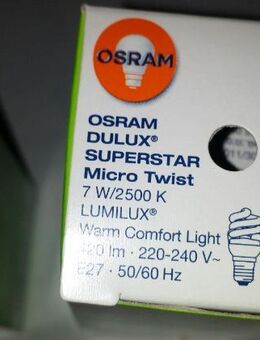 OSRAM
OSRAM
DULUX®
SUPERSTAR
Micro Twist
7 W/2500 K
LUMILUX®
Warm Comfort Light
420 lm · 220-240 V~
E27 · 50/60 Hz